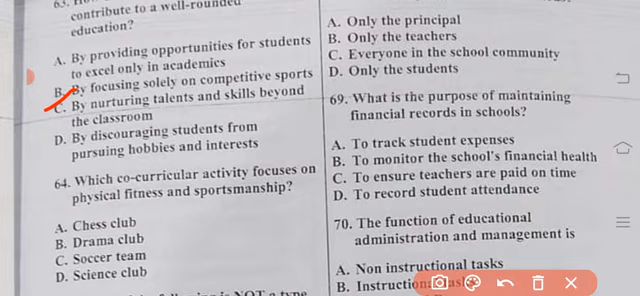 contribute to a well-rounded
education?
A. By providing opportunities for students
to excel only in academics
B. By focusing solely on competitive sports
C. By nurturing talents and skills beyond
the classroom
D. By discouraging students from
pursuing hobbies and interests
64. Which co-curricular activity focuses on
physical fitness and sportsmanship?
A. Chess club
B. Drama club
C. Soccer team
D. Science club
NOT a type
A. Only the principal
B. Only the teachers
C. Everyone in the school community
D. Only the students
69. What is the purpose of maintaining
financial records in schools?
A. To track student expenses
B. To monitor the school's financial health
C. To ensure teachers are paid on time
D. To record student attendance
70. The function of educational
administration and management is
A. Non instructional tasks
B. Instruction